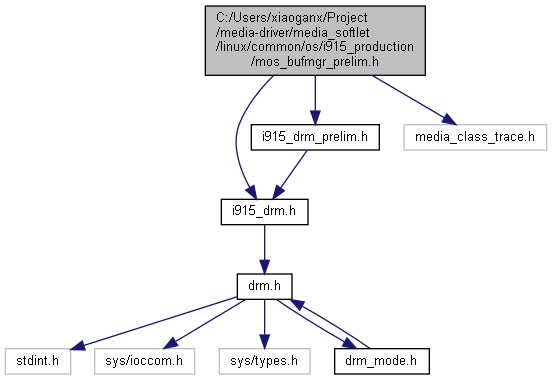 C:/Users/xiaoganx/Project
/media-driver/media_softlet
/linux/common/os/i915_production
/mos_bufmgr_prelim.h
i915_drm_prelim.h
media_class_trace.h
i915_drm.h
drm.h
stdint.h
sys/ioccom.h
sys/types.h
drm_mode.h